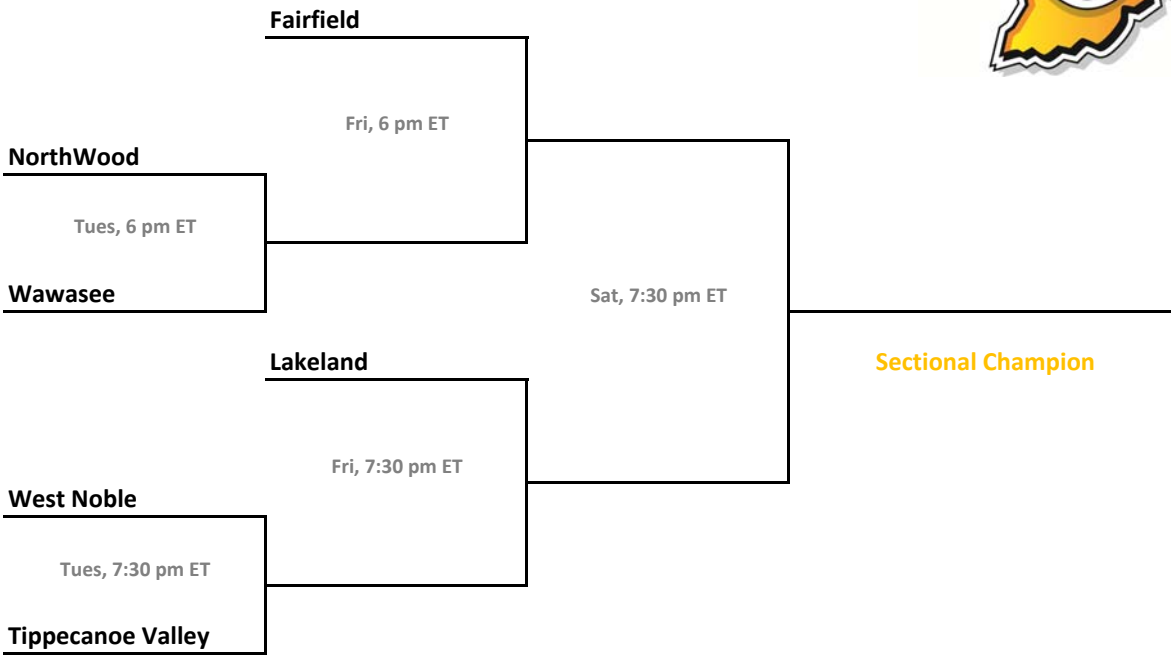 Fairfield
Fri, 6 pm ET
NorthWood
Tues, 6 pm ET
Wawasee
Sat, 7:30 pm ET
Lakeland
Sectional Champion
Fri, 7:30 pm ET
West Noble
Tues, 7:30 pm ET
Tippecanoe Valley